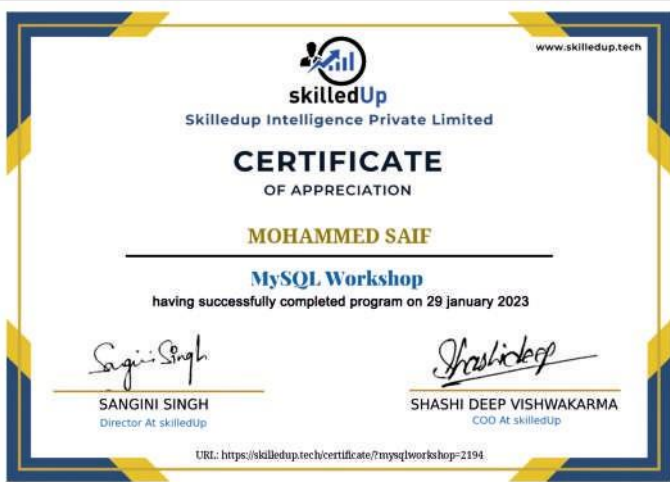 www.skilledup.tech
skilledUp
Skilledup Intelligence Private Limited
CERTIFICATE
OF APPRECIATION
MOHAMMED SAIF
MySQL Workshop
having successfully completed program on 29 january 2023
Sagini Singh
Shashideep
SANGINI SINGH
SHASHI DEEP VISHWAKARMA
Director At skilledUp
COO At skilledUp
URL: https://skilledup.tech/certificate/?mysqlworkshop=2194